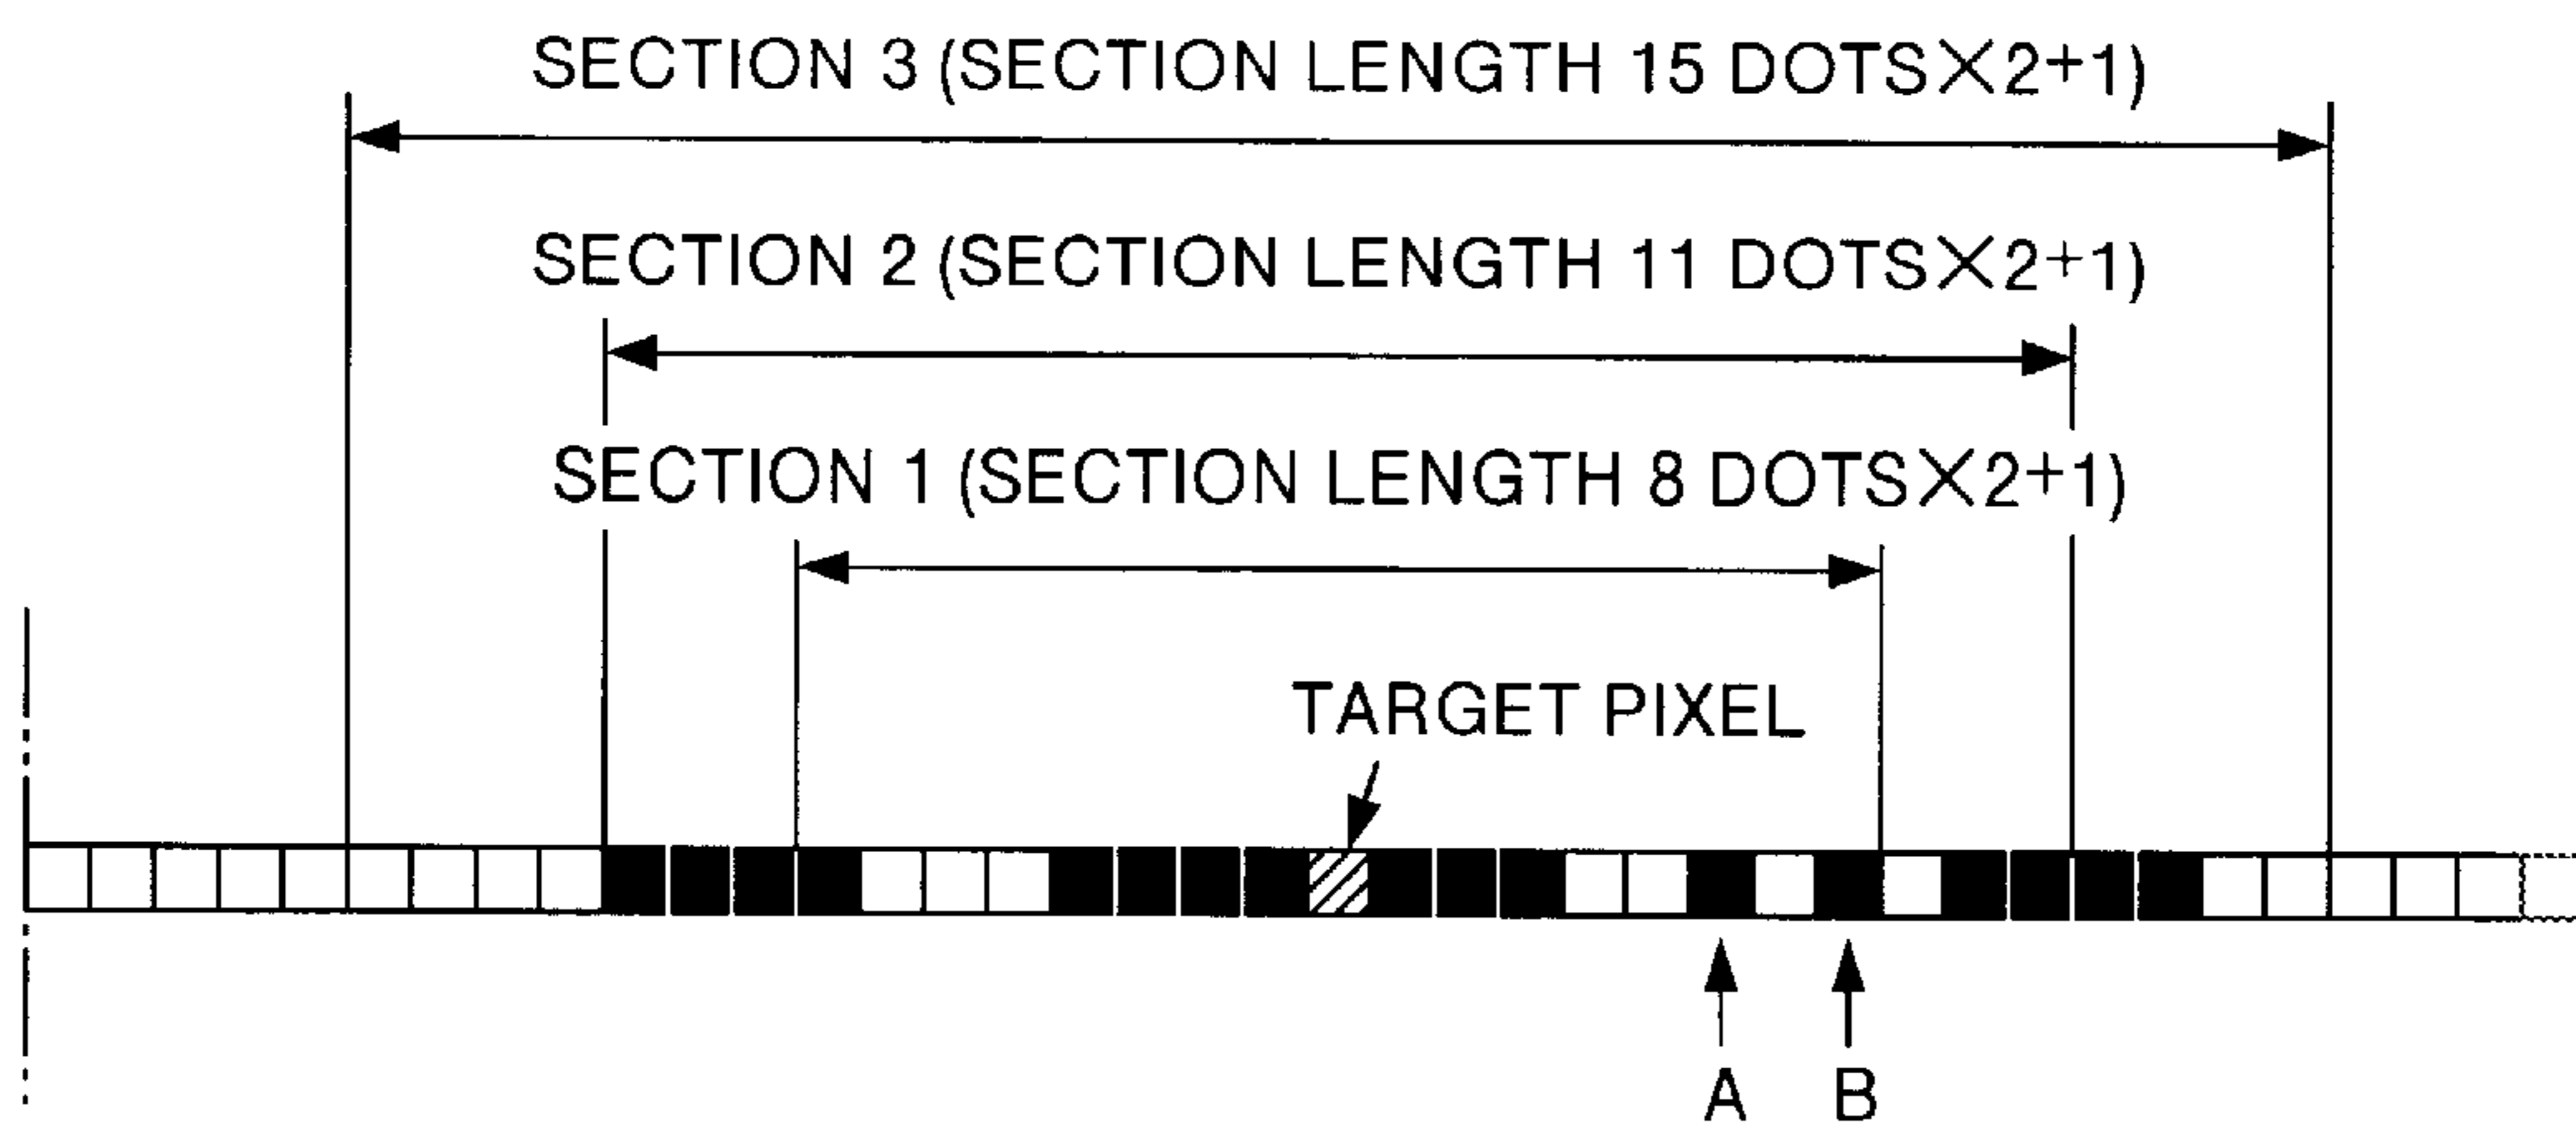 SECTION 3 (SECTION LENGTH 15 DOTS×2+1)
SECTION 2 (SECTION LENGTH 11 DOTS×2+1)
SECTION 1 (SECTION LENGTH 8 DOTS×2+1)
TARGET PIXEL
A B